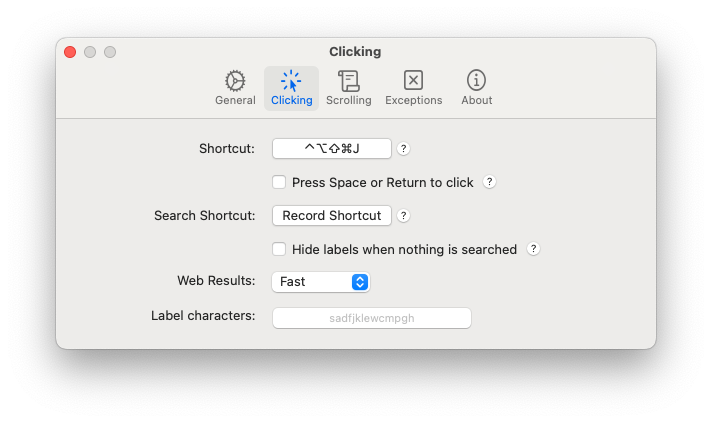 Clicking
General Clicking Scrolling Exceptions About
Shortcut: ^⌥⇧⌘J ?
Press Space or Return to click ?
Search Shortcut: Record Shortcut ?
Hide labels when nothing is searched ?
Web Results: Fast
Label characters: sadfjklewcmpgh